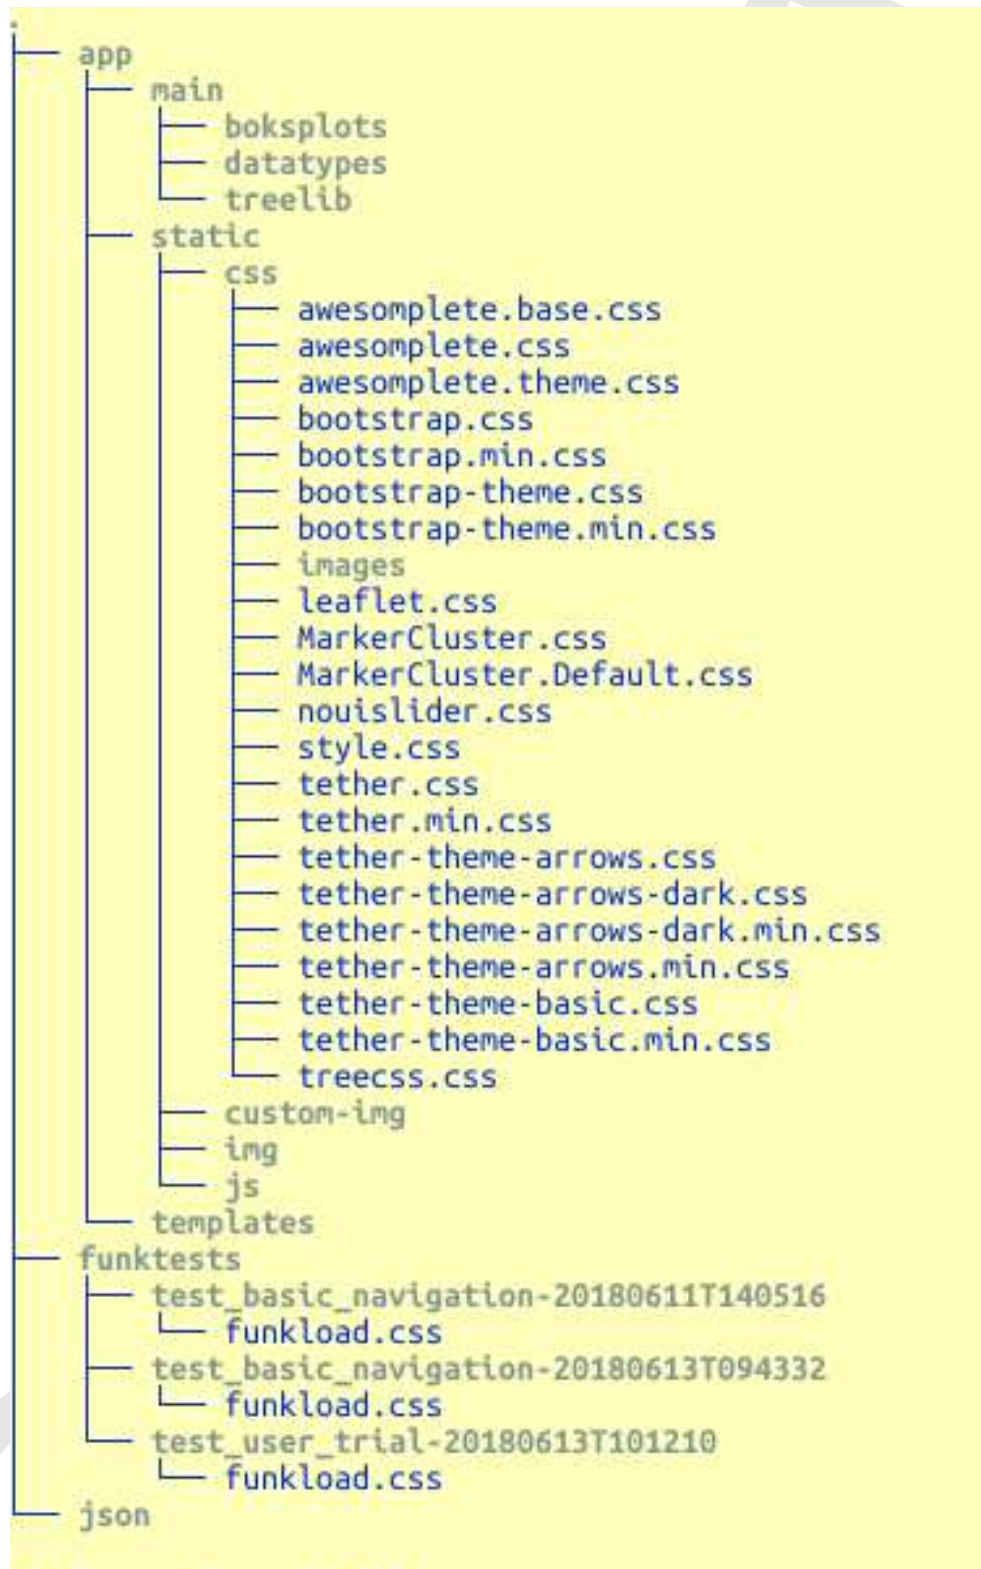 .
app
main
boksplots
datatypes
treelib
static
css
awesomplete.base.css
awesomplete.css
awesomplete.theme.css
bootstrap.css
bootstrap.min.css
bootstrap-theme.css
bootstrap-theme.min.css
images
leaflet.css
MarkerCluster.css
MarkerCluster.Default.css
nouislider.css
style.css
tether.css
tether.min.css
tether-theme-arrows.css
tether-theme-arrows-dark.css
tether-theme-arrows-dark.min.css
tether-theme-arrows.min.css
tether-theme-basic.css
tether-theme-basic.min.css
treecss.css
custom-img
img
js
templates
funktests
test_basic_navigation-20180611T140516
funkload.css
test_basic_navigation-20180613T094332
funkload.css
test_user_trial-20180613T101210
funkload.css
json